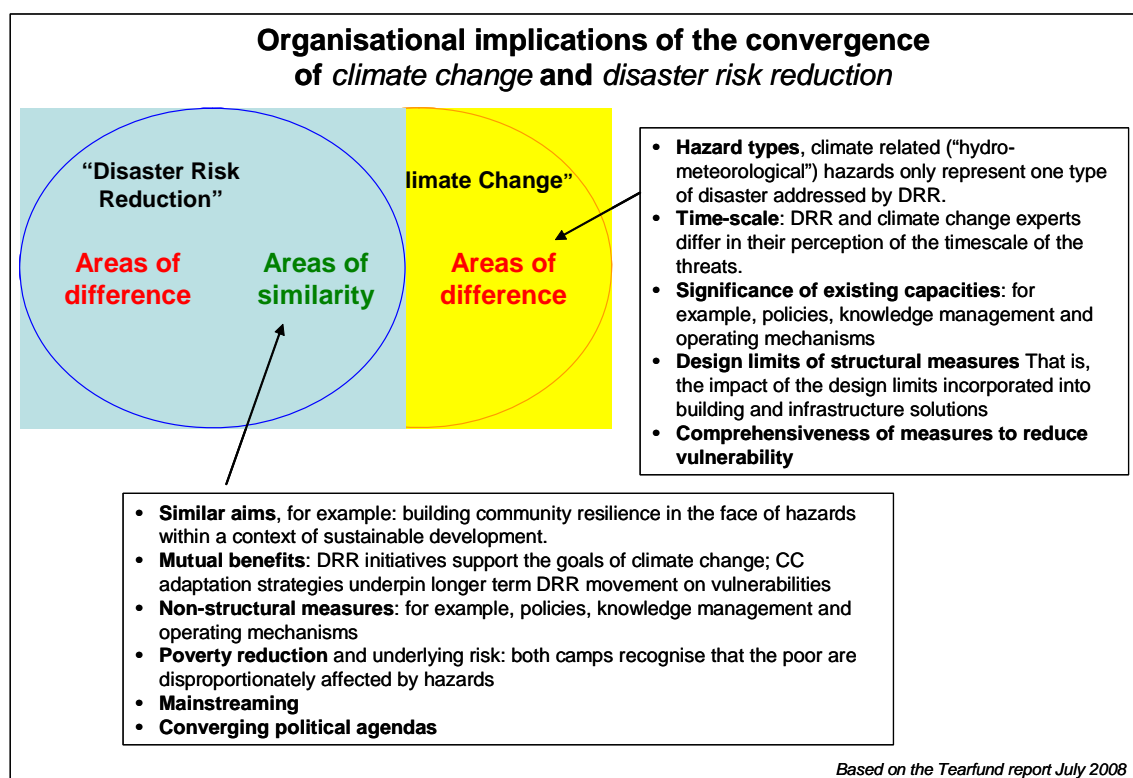 Organisational implications of the convergence
of climate change and disaster risk reduction
“Disaster Risk
Reduction”
limate Change”
Areas of
difference
Areas of
similarity
Areas of
difference
• Hazard types, climate related (“hydro-
meteorological”) hazards only represent one type
of disaster addressed by DRR.
• Time-scale: DRR and climate change experts
differ in their perception of the timescale of the
threats.
• Significance of existing capacities: for
example, policies, knowledge management and
operating mechanisms
• Design limits of structural measures That is,
the impact of the design limits incorporated into
building and infrastructure solutions
• Comprehensiveness of measures to reduce
vulnerability
• Similar aims, for example: building community resilience in the face of hazards
within a context of sustainable development.
• Mutual benefits: DRR initiatives support the goals of climate change; CC
adaptation strategies underpin longer term DRR movement on vulnerabilities
• Non-structural measures: for example, policies, knowledge management and
operating mechanisms
• Poverty reduction and underlying risk: both camps recognise that the poor are
disproportionately affected by hazards
• Mainstreaming
• Converging political agendas
Based on the Tearfund report July 2008